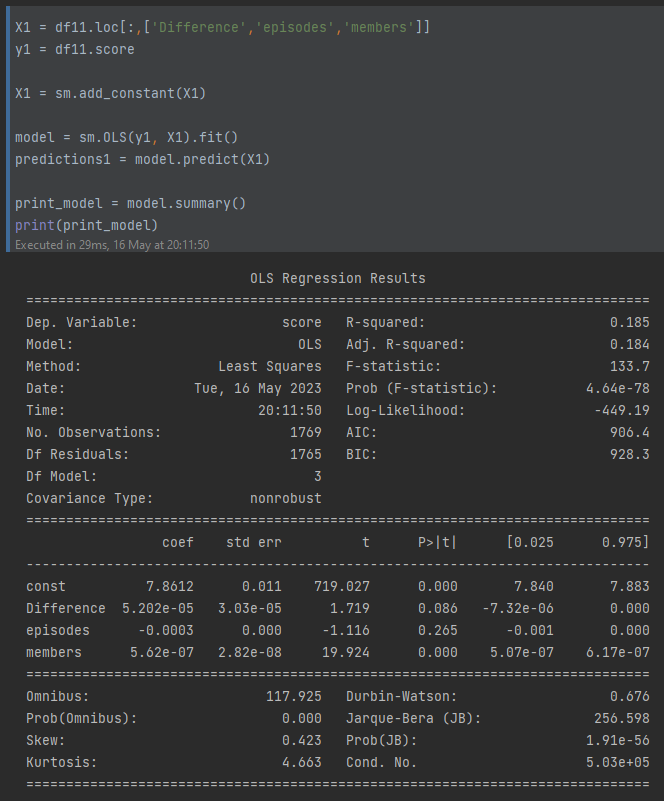 X1 = df11.loc[:,['Difference','episodes','members']]
y1 = df11.score
X1 = sm.add_constant(X1)
model = sm.OLS(y1, X1).fit()
predictions1 = model.predict(X1)
print_model = model.summary()
print(print_model)
Executed in 29ms, 16 May at 20:11:50
OLS Regression Results
==============================================================================
Dep. Variable:                  score   R-squared:                       0.185
Model:                            OLS   Adj. R-squared:                  0.184
Method:                 Least Squares   F-statistic:                     133.7
Date:                Tue, 16 May 2023   Prob (F-statistic):           4.64e-78
Time:                        20:11:50   Log-Likelihood:                -449.19
No. Observations:                1769   AIC:                             906.4
Df Residuals:                    1765   BIC:                             928.3
Df Model:                           3
Covariance Type:            nonrobust
==============================================================================
                 coef    std err          t      P>|t|      [0.025      0.975]
------------------------------------------------------------------------------
const          7.8612      0.011    719.027      0.000       7.840       7.883
Difference  5.202e-05   3.03e-05      1.719      0.086   -7.32e-06       0.000
episodes      -0.0003      0.000     -1.116      0.265      -0.001       0.000
members      5.62e-07   2.82e-08     19.924      0.000    5.07e-07    6.17e-07
==============================================================================
Omnibus:                      117.925   Durbin-Watson:                   0.676
Prob(Omnibus):                  0.000   Jarque-Bera (JB):              256.598
Skew:                           0.423   Prob(JB):                     1.91e-56
Kurtosis:                       4.663   Cond. No.                     5.03e+05
==============================================================================